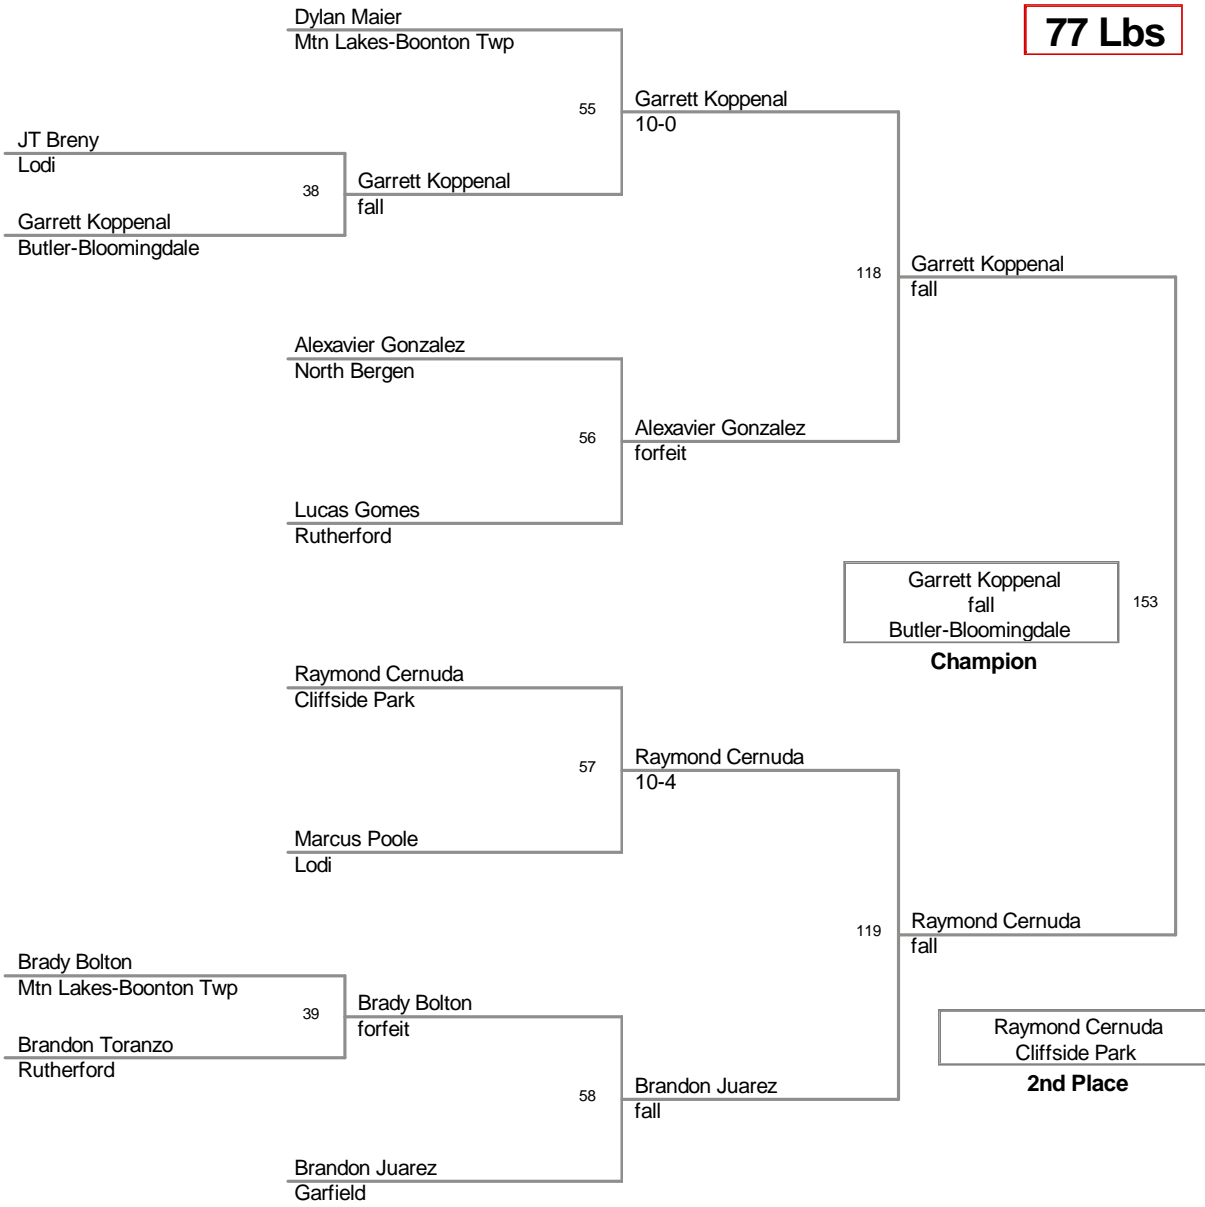 Dylan Maier
Mtn Lakes-Boonton Twp
77 Lbs
55
Garrett Koppenal
10-0
JT Breny
Lodi
38
Garrett Koppenal
fall
Garrett Koppenal
Butler-Bloomingdale
118
Garrett Koppenal
fall
Alexavier Gonzalez
North Bergen
56
Alexavier Gonzalez
forfeit
Lucas Gomes
Rutherford
Garrett Koppenal
fall
Butler-Bloomingdale
153
Champion
Raymond Cernuda
Cliffside Park
57
Raymond Cernuda
10-4
Marcus Poole
Lodi
119
Raymond Cernuda
fall
Brady Bolton
Mtn Lakes-Boonton Twp
39
Brady Bolton
forfeit
Brandon Toranzo
Rutherford
Raymond Cernuda
Cliffside Park
2nd Place
58
Brandon Juarez
fall
Brandon Juarez
Garfield